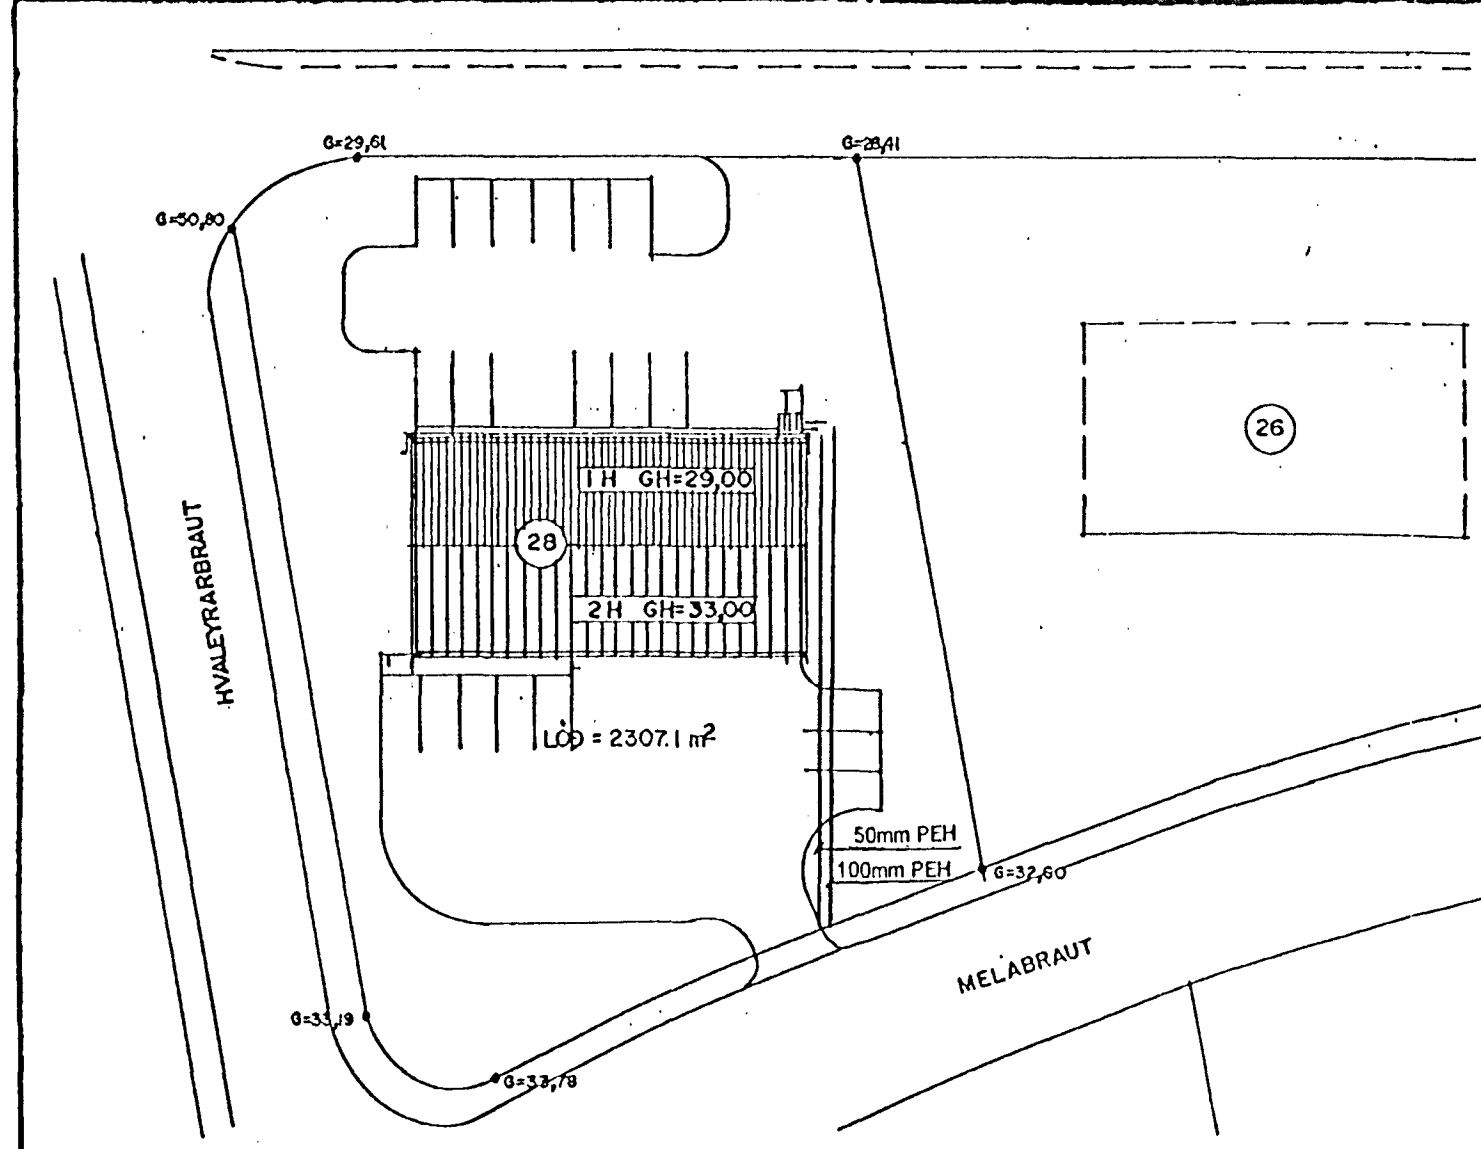 G=29,61
G=28,41
G=50,80
26
1H GH=29,00
28
2H GH=33,00
HVALEYRARBRAUT
LÓÐ = 2307.1 m²
50mm PEH
100mm PEH
G=32,60
MELABRAUT
G=33,19
G=33,78